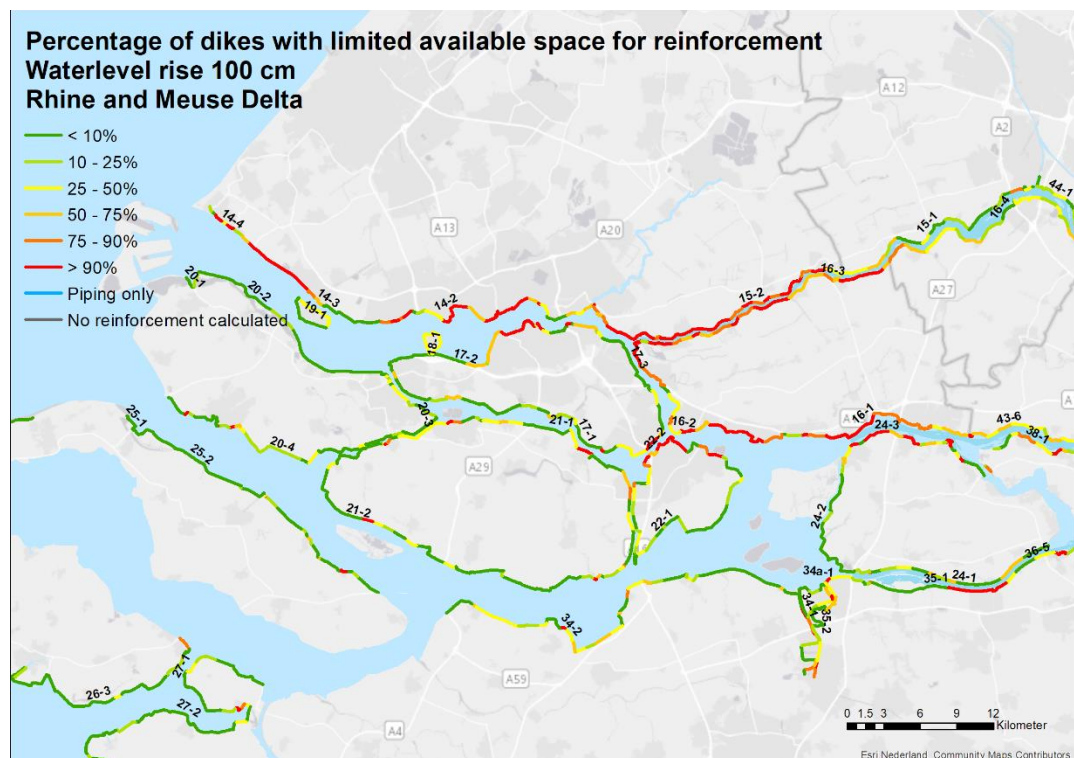 Percentage of dikes with limited available space for reinforcement
Waterlevel rise 100 cm
Rhine and Meuse Delta
< 10%
10 - 25%
25 - 50%
50 - 75%
75 - 90%
> 90%
Piping only
No reinforcement calculated
A12
A2
44-1
16-4
15-1
14-4
A13
A20
16-3
20-1
20-2
A27
14-3
14-2
15-2
19-1
18-1
17-2
17-3
20-3
25-1
21-1
17-1
16-2
16-1
24-3
43-6
38-1
22-2
20-4
25-2
A29
21-2
22-1
24-2
36-5
34a-1
35-1
24-1
34-1
35-2
34-2
27-1
A59
26-3
27-2
A4
0 1.5 3 6 9 12
Kilometer
Esri Nederland, Community Maps Contributors